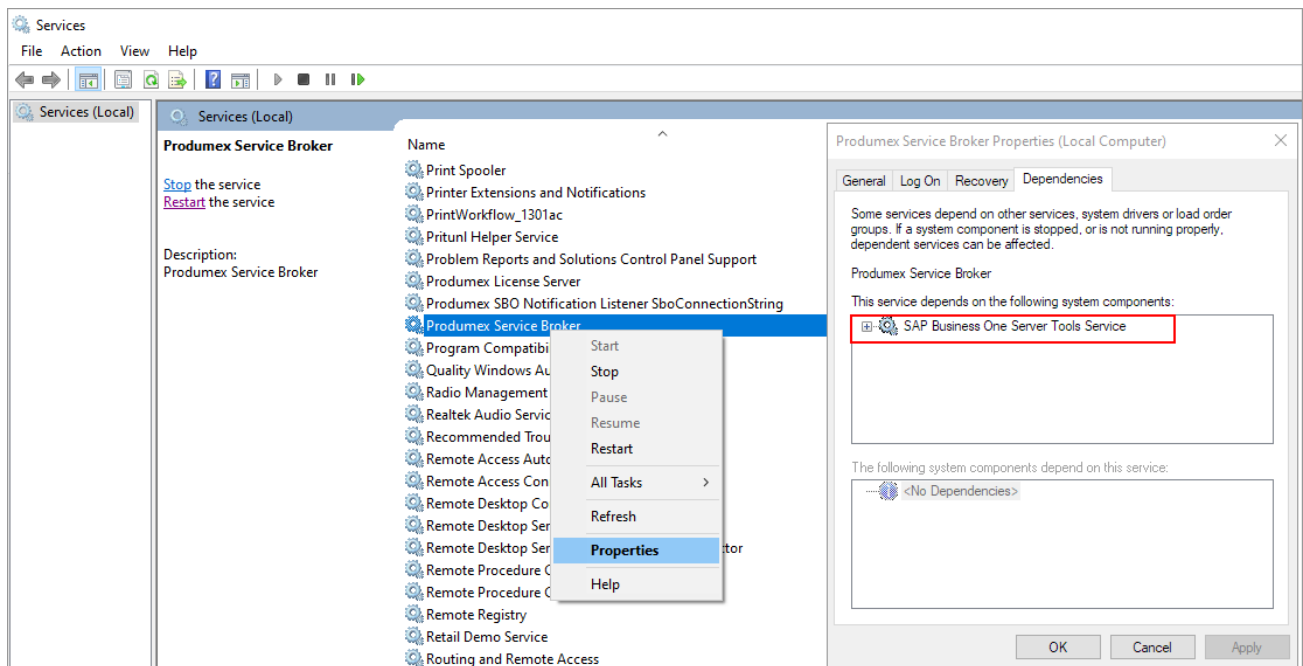 Services
File Action View Help
Services (Local)
Services (Local)
Produmex Service Broker
Stop the service
Restart the service
Description:
Produmex Service Broker
Name
Print Spooler
Printer Extensions and Notifications
PrintWorkflow_1301ac
Pritunl Helper Service
Problem Reports and Solutions Control Panel Support
Produmex License Server
Produmex SBO Notification Listener SboConnectionString
Produmex Service Broker
Program Compatibi
Quality Windows Au
Radio Management
Realtek Audio Servic
Recommended Trou
Remote Access Auto
Remote Access Con
Remote Desktop Co
Remote Desktop Ser
Remote Desktop Ser tor
Remote Procedure C
Remote Procedure C
Remote Registry
Retail Demo Service
Routing and Remote Access
Start
Stop
Pause
Resume
Restart
All Tasks
Refresh
Properties
Help
Produmex Service Broker Properties (Local Computer)
General Log On Recovery Dependencies
Some services depend on other services, system drivers or load order
groups. If a system component is stopped, or is not running properly,
dependent services can be affected.
Produmex Service Broker
This service depends on the following system components:
SAP Business One Server Tools Service
The following system components depend on this service:
<No Dependencies>
OK Cancel Apply